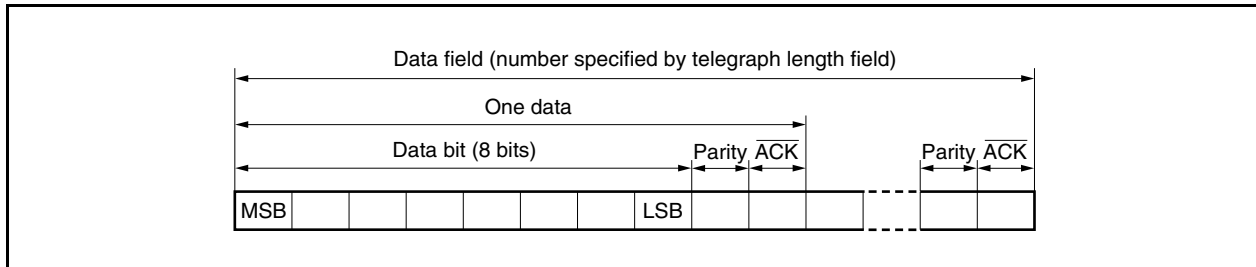 Data field (number specified by telegraph length field)
One data
Data bit (8 bits) Parity ACK Parity ACK
MSB LSB